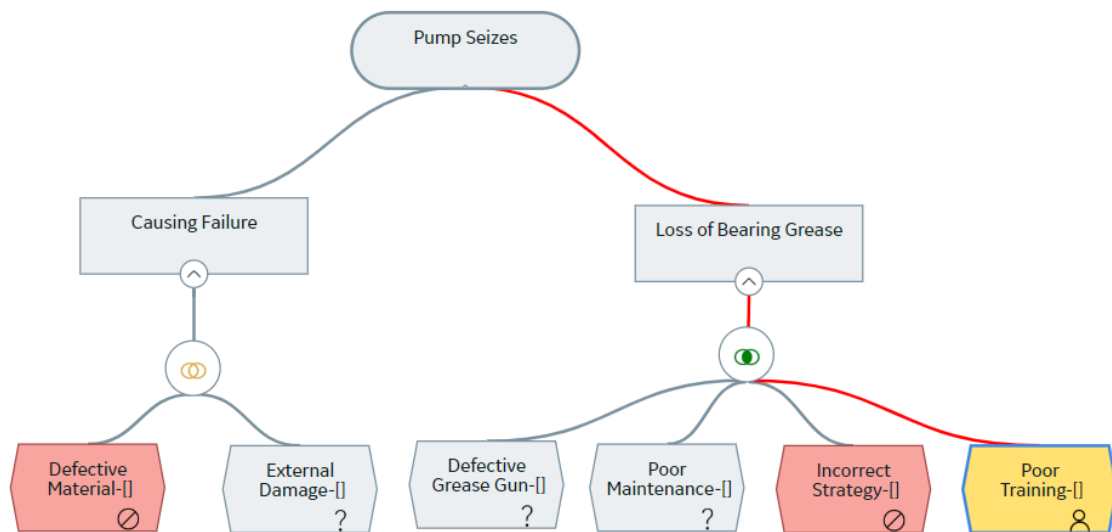 Pump Seizes
Causing Failure
Loss of Bearing Grease
Defective
Material-[]
External
Damage-[]
?
Defective
Grease Gun-[]
?
Poor
Maintenance-[]
?
Incorrect
Strategy-[]
Poor
Training-[]